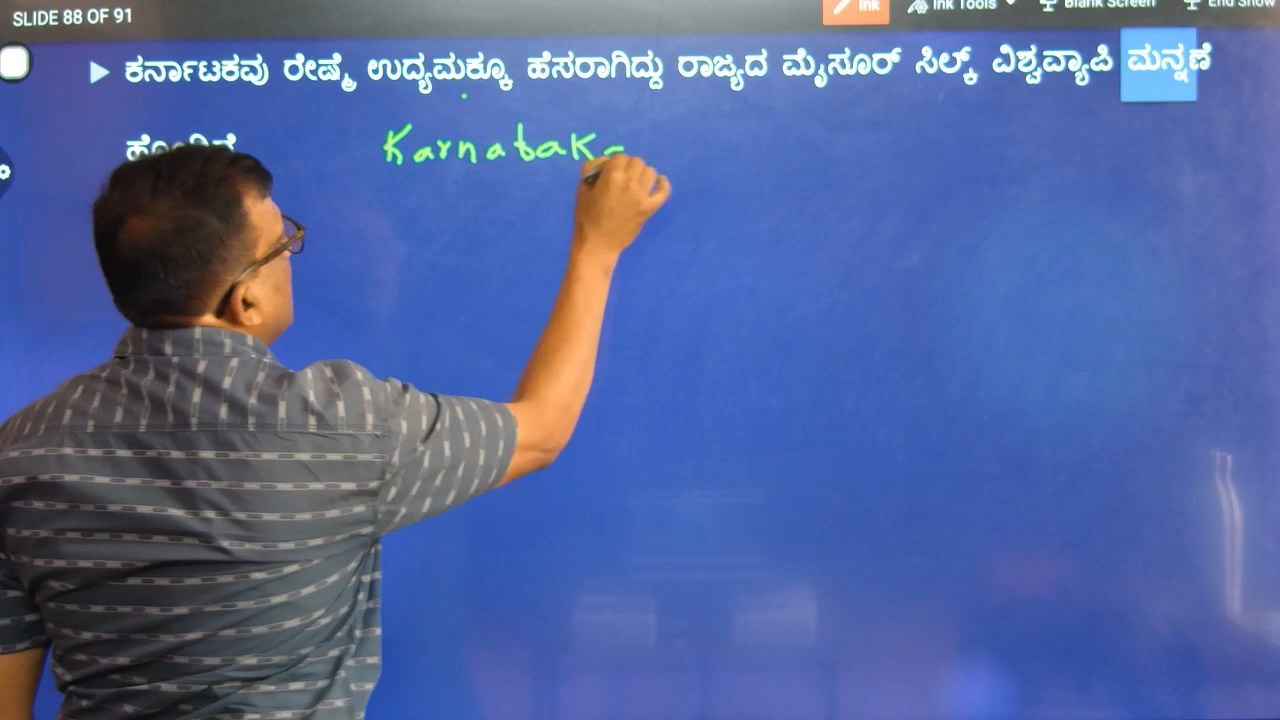 SLIDE 88 OF 91
Ink Ink Tools Blank Screen End Show
ಕರ್ನಾಟಕವು ರೇಷ್ಮೆ ಉದ್ಯಮಕ್ಕೂ ಹೆಸರಾಗಿದ್ದು ರಾಜ್ಯದ ಮೈಸೂರ್ ಸಿಲ್ಕ್ ವಿಶ್ವವ್ಯಾಪಿ ಮನ್ನಣೆ
Karnatak